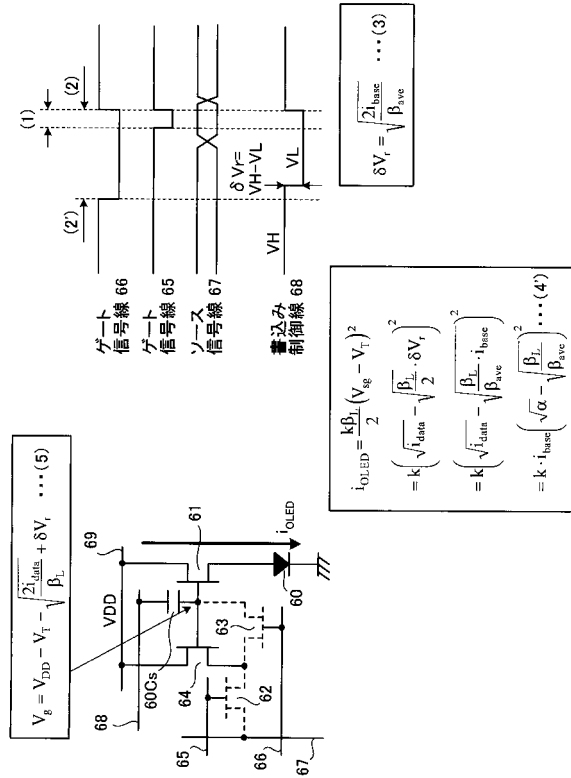 V_g = V_DD − V_T − √(2i_data/β_L) + δV_r …(5)
69
VDD
68
60Cs
61
i_OLED
64
63
62
65
60
66
67
(1)
(2') (2)
ゲート
信号線 66
ゲート
信号線 65
ソース
信号線 67
δVr=
VH−VL
VH VL
書込み
制御線 68
i_OLED = kβ_L/2 (V_sg − V_T)²
= k(√i_data − √(β_L/2)·δV_r)²
= k(√i_data − √(β_L/β_ave·i_base))²
= k·i_base(√α − √(β_L/β_ave))² …(4')
δV_r = √(2i_base/β_ave) …(3)